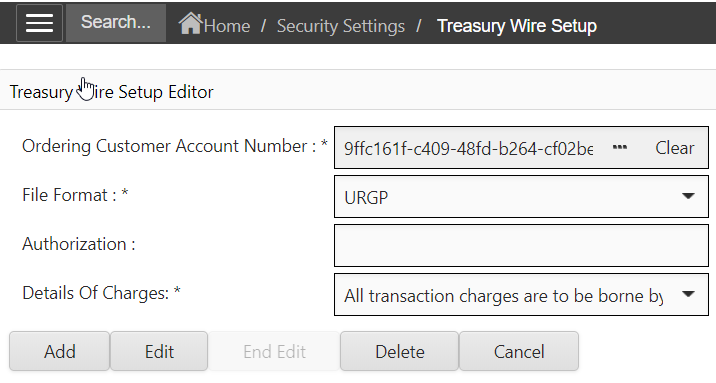 Search... Home / Security Settings / Treasury Wire Setup
Treasury Wire Setup Editor
Ordering Customer Account Number : * 9ffc161f-c409-48fd-b264-cf02be ... Clear
File Format : * URGP
Authorization :
Details Of Charges: * All transaction charges are to be borne by
Add Edit End Edit Delete Cancel